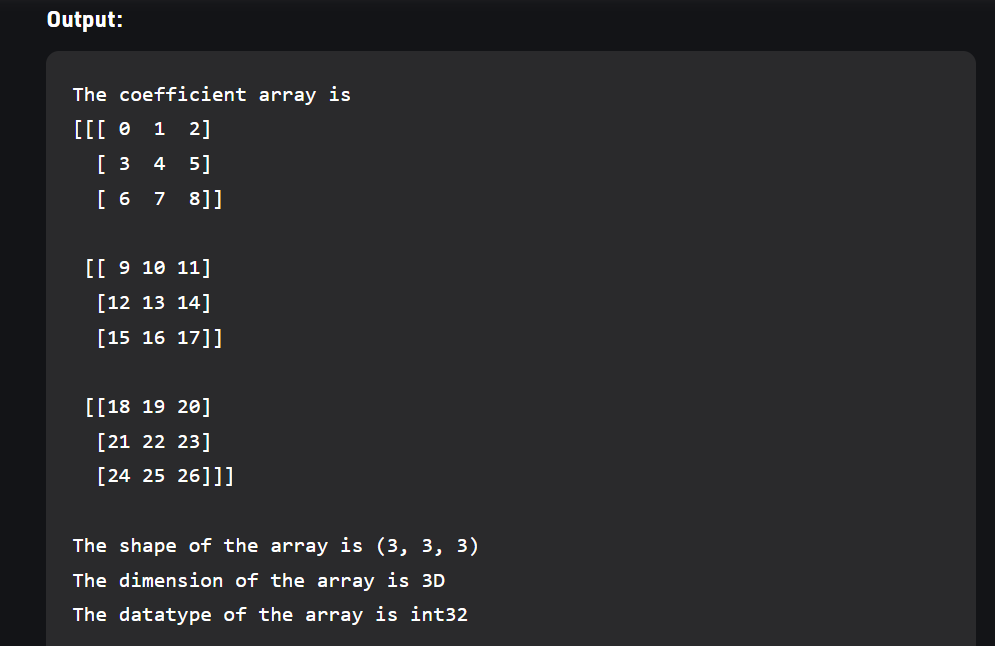 Output:
The coefficient array is
[[[ 0  1  2]
  [ 3  4  5]
  [ 6  7  8]]
 [[ 9 10 11]
  [12 13 14]
  [15 16 17]]
 [[18 19 20]
  [21 22 23]
  [24 25 26]]]
The shape of the array is (3, 3, 3)
The dimension of the array is 3D
The datatype of the array is int32